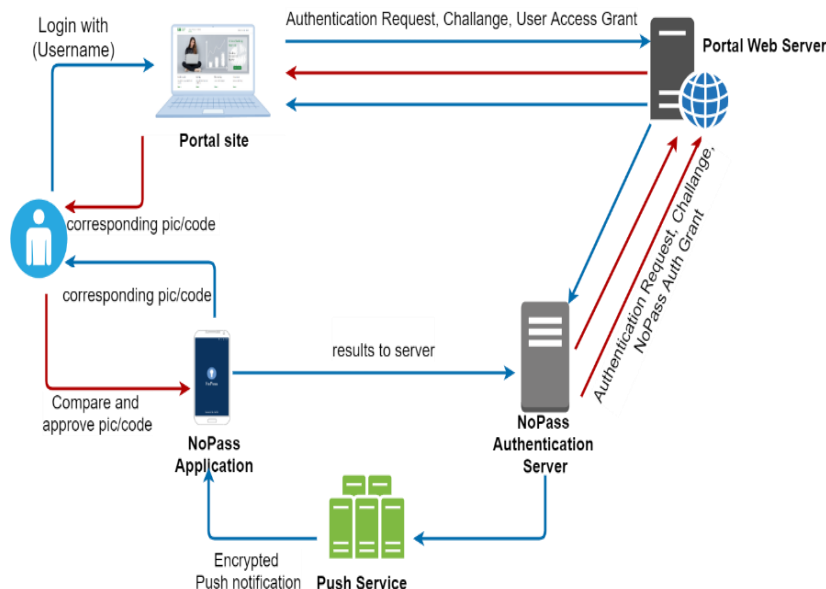 Login with
(Username)
Authentication Request, Challange, User Access Grant
Portal Web Server
Portal site
corresponding pic/code
corresponding pic/code
Authentication Request, Challange,
NoPass Auth Grant
results to server
NoPass
Compare and
approve pic/code
NoPass
Application
NoPass
Authentication
Server
Encrypted
Push notification
Push Service